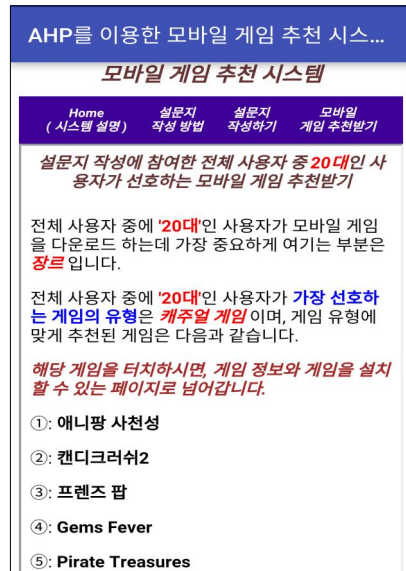 AHP를 이용한 모바일 게임 추천 시스...
모바일 게임 추천 시스템
Home 설문지 설문지 모바일
( 시스템 설명 ) 작성 방법 작성하기 게임 추천받기
설문지 작성에 참여한 전체 사용자 중 20대인 사
용자가 선호하는 모바일 게임 추천받기
전체 사용자 중에 '20대'인 사용자가 모바일 게임
을 다운로드 하는데 가장 중요하게 여기는 부분은
장르 입니다.
전체 사용자 중에 '20대'인 사용자가 가장 선호하
는 게임의 유형은 캐주얼 게임 이며, 게임 유형에
맞게 추천된 게임은 다음과 같습니다.
해당 게임을 터치하시면, 게임 정보와 게임을 설치
할 수 있는 페이지로 넘어갑니다.
①: 애니팡 사천성
②: 캔디크러쉬2
③: 프렌즈 팝
④: Gems Fever
⑤: Pirate Treasures